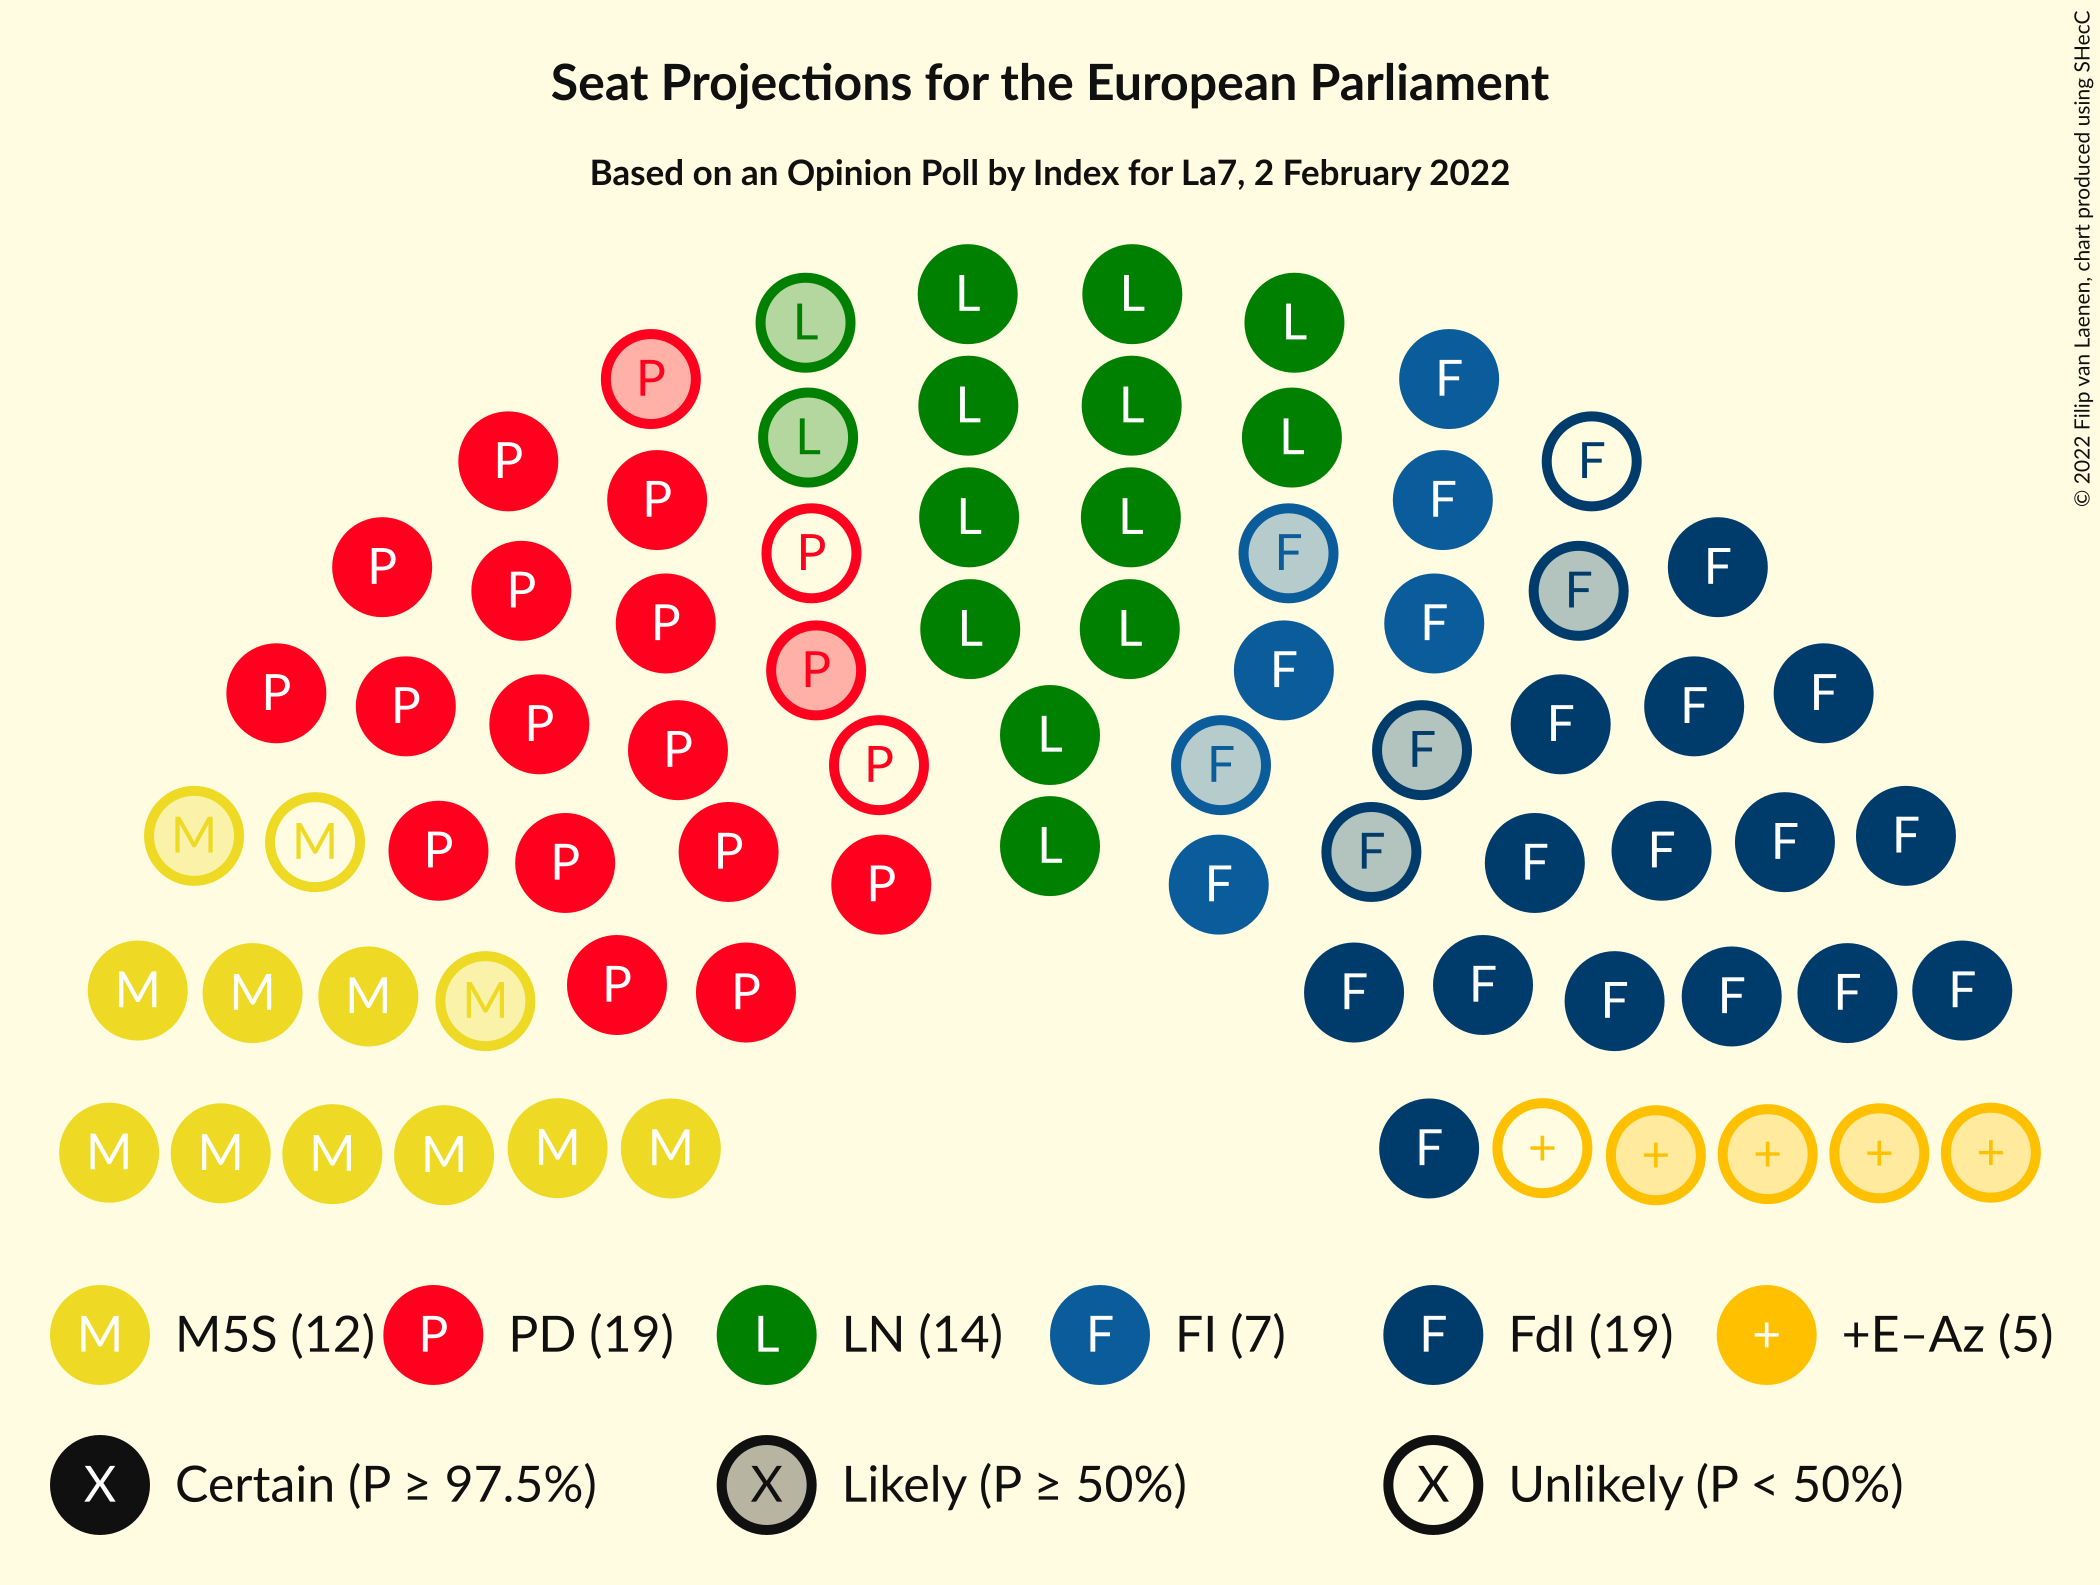 Seat Projections for the European Parliament
Based on an Opinion Poll by Index for La7, 2 February 2022
© 2022 Filip van Laenen, chart produced using SHecC
L L
L L
P F
L L
L L
P F
P F
L L
P L F
P P F F
P F
P F
L L
P P F F
P P F F
P P F F
P L F
P F
M M F F
P P L F F
P P F F
P F
M M M M P P F F F F F F
M M M M M M F + + + + +
M M5S (12) P PD (19) L LN (14) F FI (7) F FdI (19) + +E–Az (5)
X Certain (P ≥ 97.5%) X Likely (P ≥ 50%) X Unlikely (P < 50%)